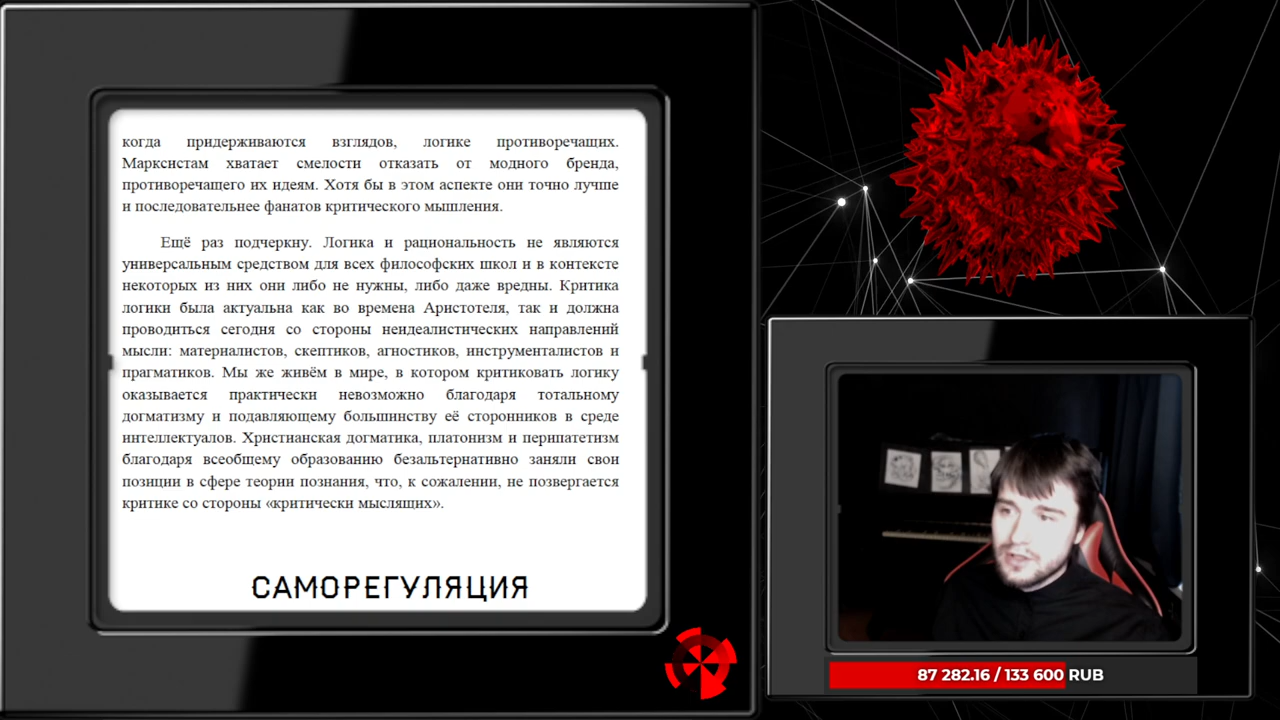 когда придерживаются взглядов, логике противоречащих.
Марксистам хватает смелости отказать от модного бренда,
противоречащего их идеям. Хотя бы в этом аспекте они точно лучше
и последовательнее фанатов критического мышления.
Ещё раз подчеркну. Логика и рациональность не являются
универсальным средством для всех философских школ и в контексте
некоторых из них они либо не нужны, либо даже вредны. Критика
логики была актуальна как во времена Аристотеля, так и должна
проводиться сегодня со стороны неидеалистических направлений
мысли: материалистов, скептиков, агностиков, инструменталистов и
прагматиков. Мы же живём в мире, в котором критиковать логику
оказывается практически невозможно благодаря тотальному
догматизму и подавляющему большинству её сторонников в среде
интеллектуалов. Христианская догматика, платонизм и перипатетизм
благодаря всеобщему образованию безальтернативно заняли свои
позиции в сфере теории познания, что, к сожалении, не позвергается
критике со стороны «критически мыслящих».
САМОРЕГУЛЯЦИЯ
87 282.16 / 133 600 RUB